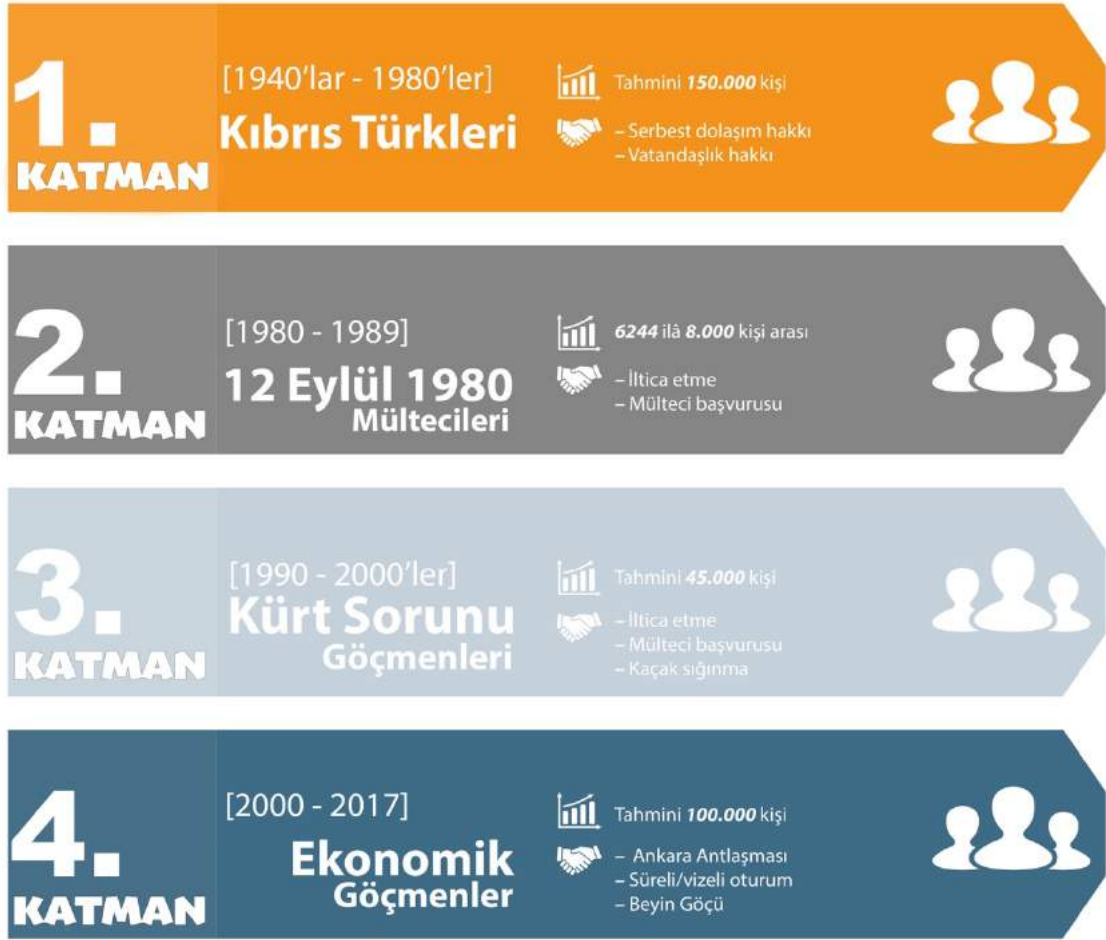 1.
KATMAN
[1940'lar - 1980'ler]
Kıbrıs Türkleri
Tahmini 150.000 kişi
– Serbest dolaşım hakkı
– Vatandaşlık hakkı
2.
KATMAN
[1980 - 1989]
12 Eylül 1980
Mültecileri
6244 ilâ 8.000 kişi arası
– İltica etme
– Mülteci başvurusu
3.
KATMAN
[1990 - 2000'ler]
Kürt Sorunu
Göçmenleri
Tahmini 45.000 kişi
– İltica etme
– Mülteci başvurusu
– Kaçak sığınma
4.
KATMAN
[2000 - 2017]
Ekonomik
Göçmenler
Tahmini 100.000 kişi
– Ankara Antlaşması
– Süreli/vizeli oturum
– Beyin Göçü